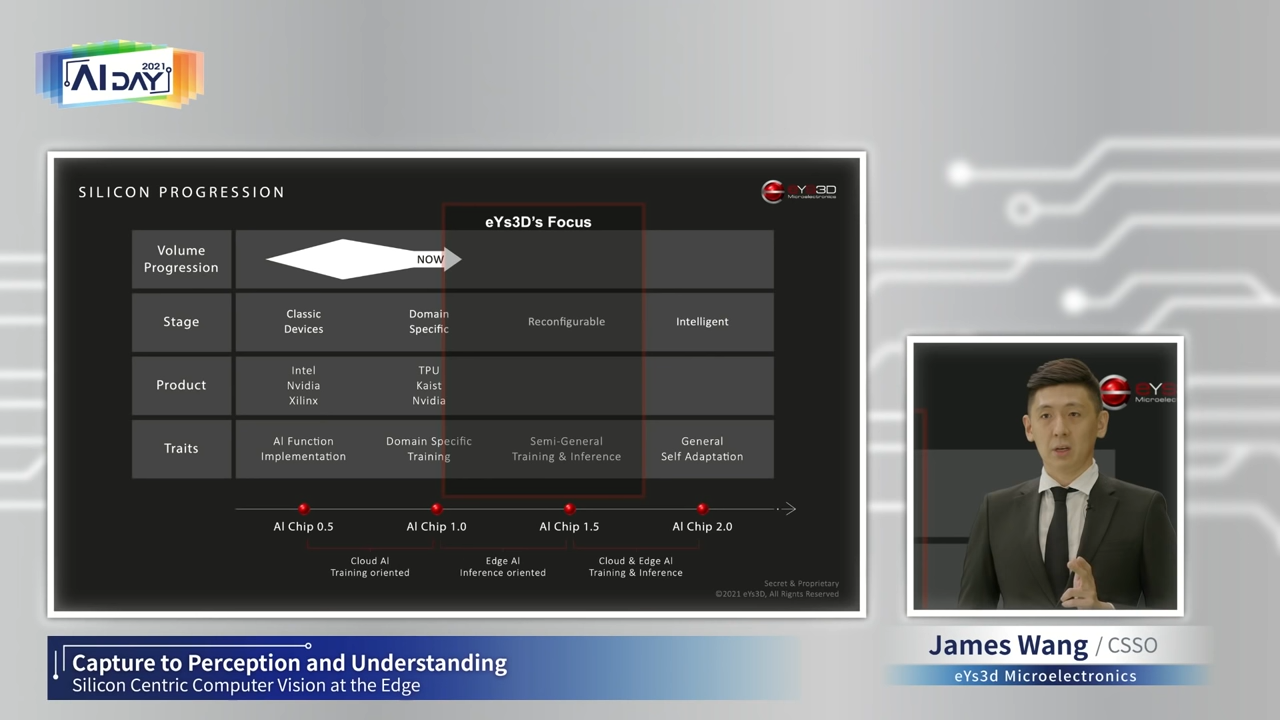 AI DAY 2021
SILICON PROGRESSION
eYs3D
Microelectronics
eYs3D's Focus
Volume
Progression
NOW
Stage
Classic
Devices
Domain
Specific
Reconfigurable
Intelligent
Product
Intel
Nvidia
Xilinx
TPU
Kaist
Nvidia
Traits
AI Function
Implementation
Domain Specific
Training
Semi-General
Training & Inference
General
Self Adaptation
AI Chip 0.5
AI Chip 1.0
AI Chip 1.5
AI Chip 2.0
Cloud AI
Training oriented
Edge AI
Inference oriented
Cloud & Edge AI
Training & Inference
Secret & Proprietary
©2021 eYs3D, All Rights Reserved
eYs
Microelec
James Wang / CSSO
eYs3d Microelectronics
Capture to Perception and Understanding
Silicon Centric Computer Vision at the Edge